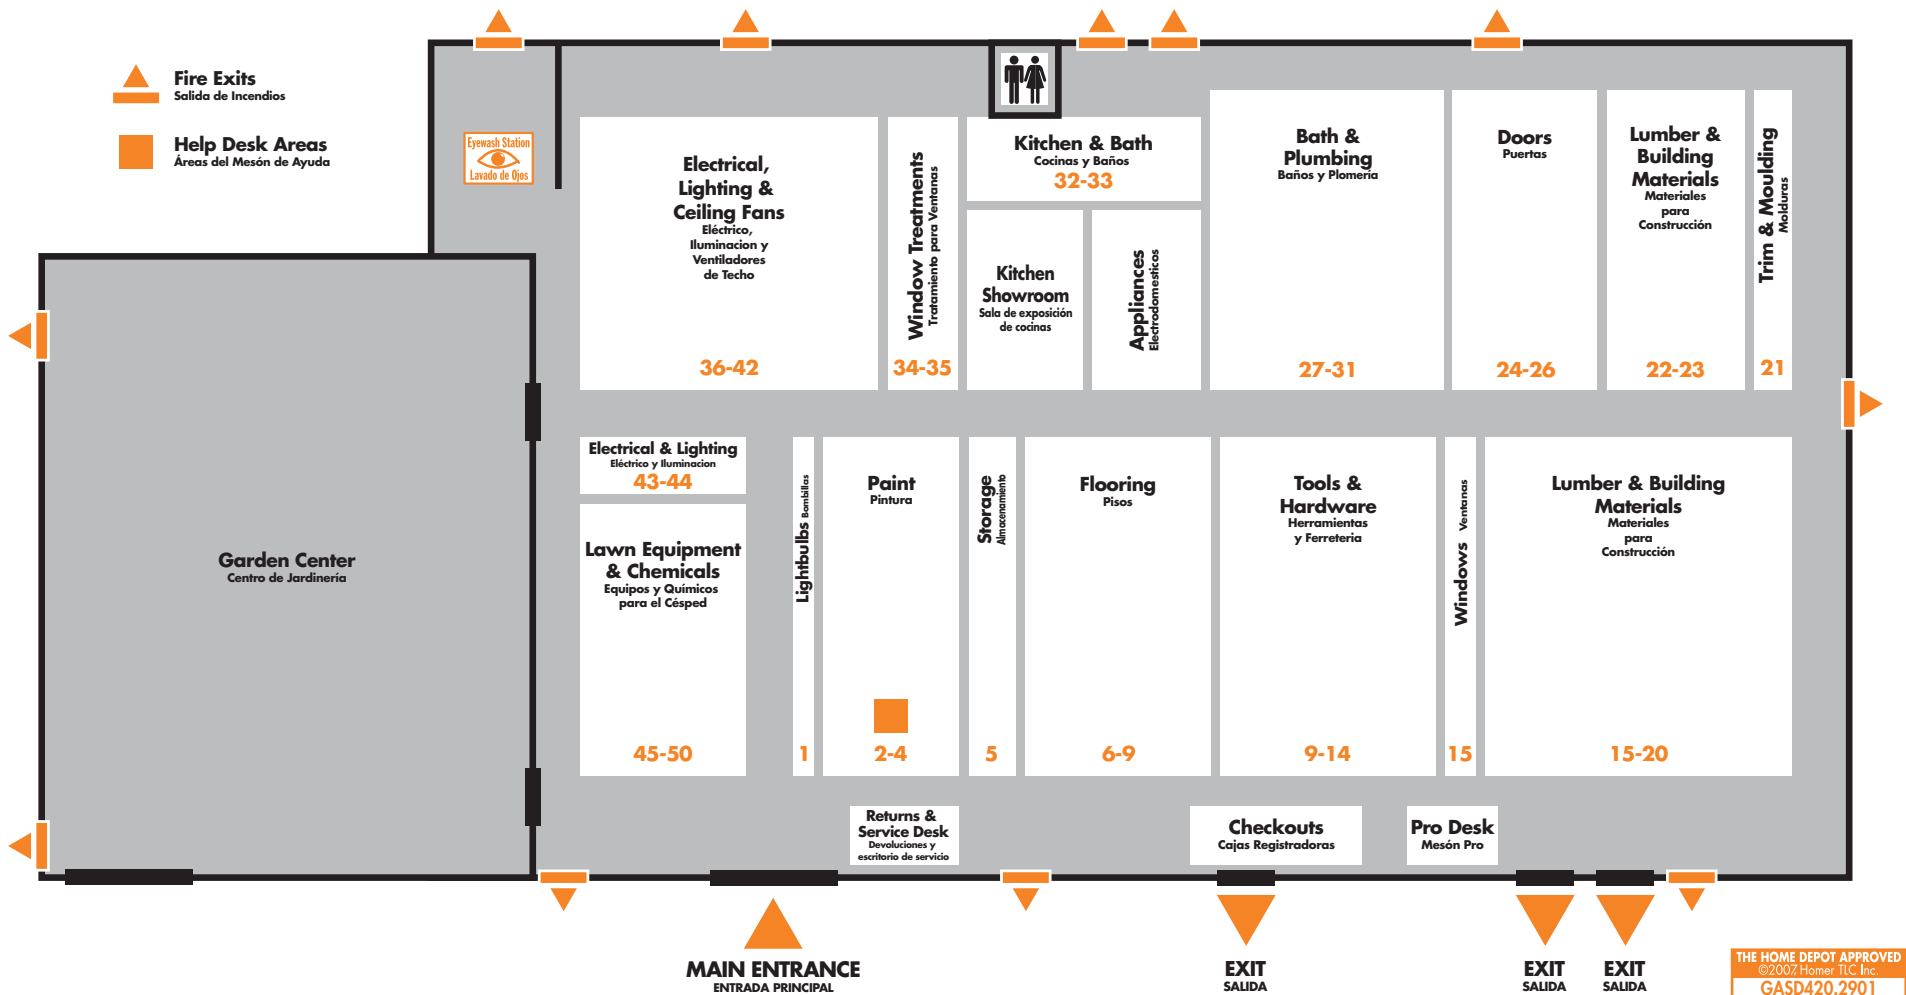 Fire Exits
Salida de Incendios
Help Desk Areas
Áreas del Mesón de Ayuda
Eyewash Station
Lavado de Ojos
Electrical,
Lighting &
Ceiling Fans
Eléctrico,
Iluminacion y
Ventiladores
de Techo
36-42
Window Treatments
Tratamiento para Ventanas
34-35
Kitchen & Bath
Cocinas y Baños
32-33
Kitchen
Showroom
Sala de exposición
de cocinas
Appliances
Electrodomesticos
Bath &
Plumbing
Baños y Plomería
27-31
Doors
Puertas
24-26
Lumber &
Building
Materials
Materiales
para
Construcción
22-23
Trim & Moulding
Molduras
21
Garden Center
Centro de Jardinería
Electrical & Lighting
Eléctrico y Iluminacion
43-44
Lawn Equipment
& Chemicals
Equipos y Químicos
para el Césped
45-50
Lightbulbs Bombillas
1
Paint
Pintura
2-4
Storage
Almacenamiento
5
Flooring
Pisos
6-9
Tools &
Hardware
Herramientas
y Ferreteria
9-14
Windows Ventanas
15
Lumber & Building
Materials
Materiales
para
Construcción
15-20
Returns &
Service Desk
Devoluciones y
escritorio de servicio
Checkouts
Cajas Registradoras
Pro Desk
Mesón Pro
MAIN ENTRANCE
ENTRADA PRINCIPAL
EXIT
SALIDA
EXIT
SALIDA
EXIT
SALIDA
THE HOME DEPOT APPROVED
©2007, Homer TLC Inc.
GASD420.2901